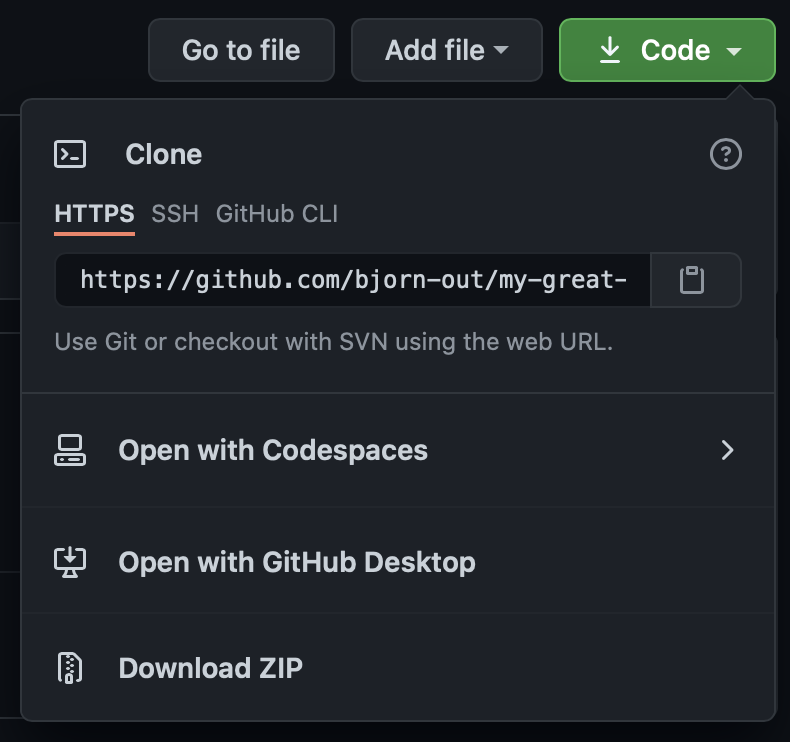 Go to file Add file Code
Clone
HTTPS SSH GitHub CLI
https://github.com/bjorn-out/my-great-
Use Git or checkout with SVN using the web URL.
Open with Codespaces
Open with GitHub Desktop
Download ZIP